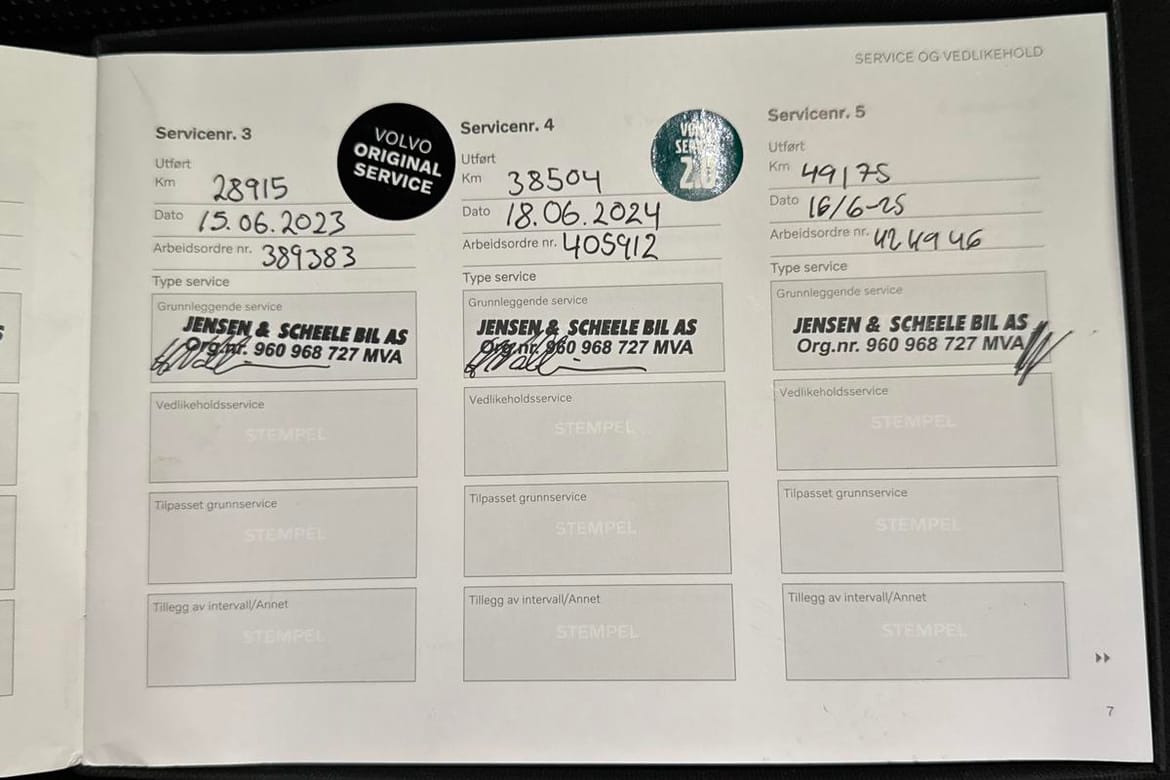 SERVICE OG VEDLIKEHOLD
Servicenr. 3
VOLVO
ORIGINAL
SERVICE
Utført
Km 28915
Dato 15.06.2023
Arbeidsordre nr. 389383
Type service
Grunnleggende service
JENSEN & SCHEELE BIL AS
Org.nr. 960 968 727 MVA
Vedlikeholdsservice
STEMPEL
Tilpasset grunnservice
STEMPEL
Tillegg av intervall/Annet
STEMPEL
Servicenr. 4
VOLVO
SERVICE
2.0
Utført
Km 38504
Dato 18.06.2024
Arbeidsordre nr. 405912
Type service
Grunnleggende service
JENSEN & SCHEELE BIL AS
Org.nr. 960 968 727 MVA
Vedlikeholdsservice
STEMPEL
Tilpasset grunnservice
STEMPEL
Tillegg av intervall/Annet
STEMPEL
Servicenr. 5
Utført
Km 49175
Dato 16/6-25
Arbeidsordre nr. 424946
Type service
Grunnleggende service
JENSEN & SCHEELE BIL AS
Org.nr. 960 968 727 MVA
Vedlikeholdsservice
STEMPEL
Tilpasset grunnservice
STEMPEL
Tillegg av intervall/Annet
STEMPEL
7